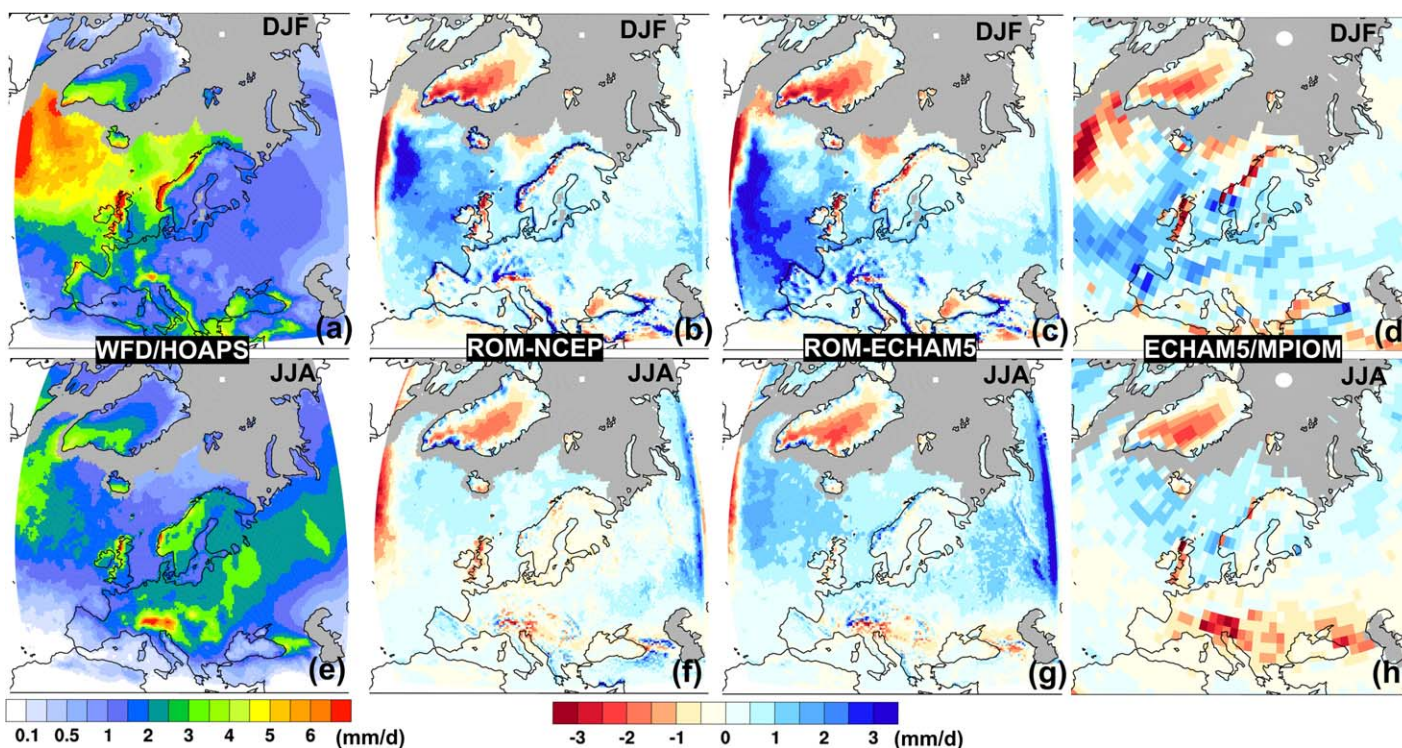 DJF DJF DJF DJF
(a) (b) (c) (d)
WFD/HOAPS ROM-NCEP ROM-ECHAM5 ECHAM5/MPIOM
JJA JJA JJA JJA
(e) (f) (g) (h)
0.1 0.5 1 2 3 4 5 6 (mm/d) -3 -2 -1 0 1 2 3 (mm/d)